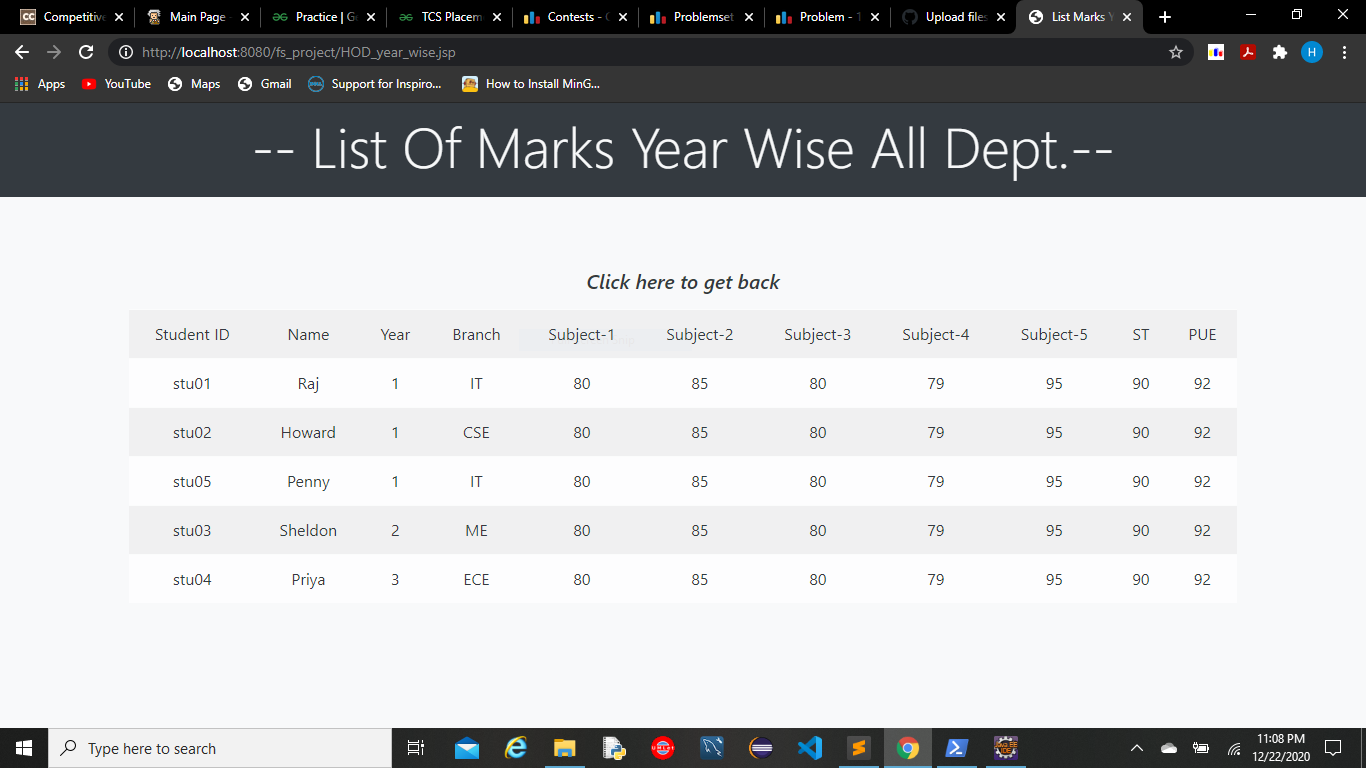 Competitive Main Page Practice | G TCS Placem Contests - C Problemset Problem - T Upload files List Marks Y
http://localhost:8080/fs_project/HOD_year_wise.jsp H
Apps YouTube Maps Gmail Support for Inspiro... How to Install MinG...
-- List Of Marks Year Wise All Dept.--
Click here to get back
Student ID Name Year Branch Subject-1 Subject-2 Subject-3 Subject-4 Subject-5 ST PUE
stu01 Raj 1 IT 80 85 80 79 95 90 92
stu02 Howard 1 CSE 80 85 80 79 95 90 92
stu05 Penny 1 IT 80 85 80 79 95 90 92
stu03 Sheldon 2 ME 80 85 80 79 95 90 92
stu04 Priya 3 ECE 80 85 80 79 95 90 92
Type here to search
11:08 PM
12/22/2020